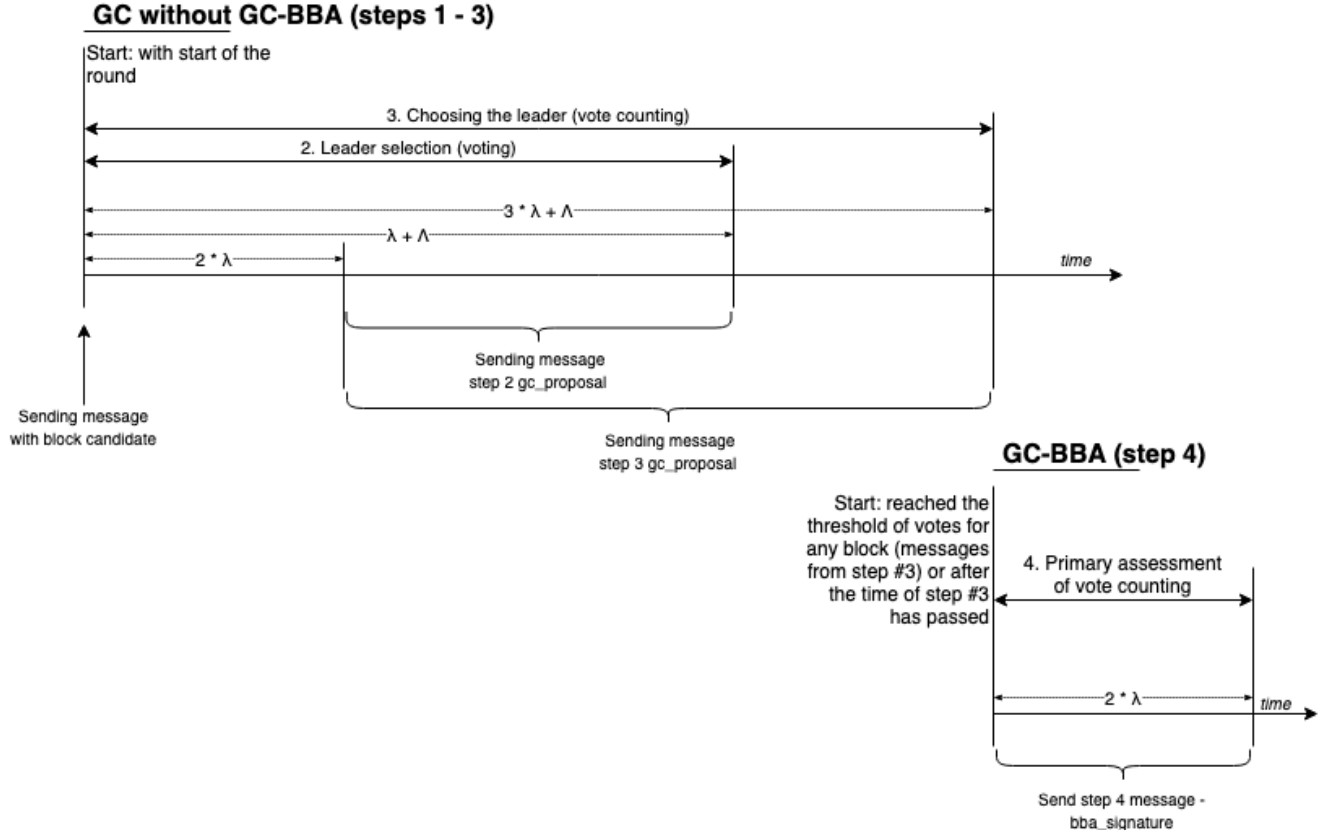 GC without GC-BBA (steps 1 - 3)
Start: with start of the
round
3. Choosing the leader (vote counting)
2. Leader selection (voting)
3 * λ + Λ
λ + Λ
2 * λ
time
Sending message
step 2 gc_proposal
Sending message
with block candidate
Sending message
step 3 gc_proposal
GC-BBA (step 4)
Start: reached the
threshold of votes for
any block (messages
from step #3) or after
the time of step #3
has passed
4. Primary assessment
of vote counting
2 * λ
time
Send step 4 message -
bba_signature